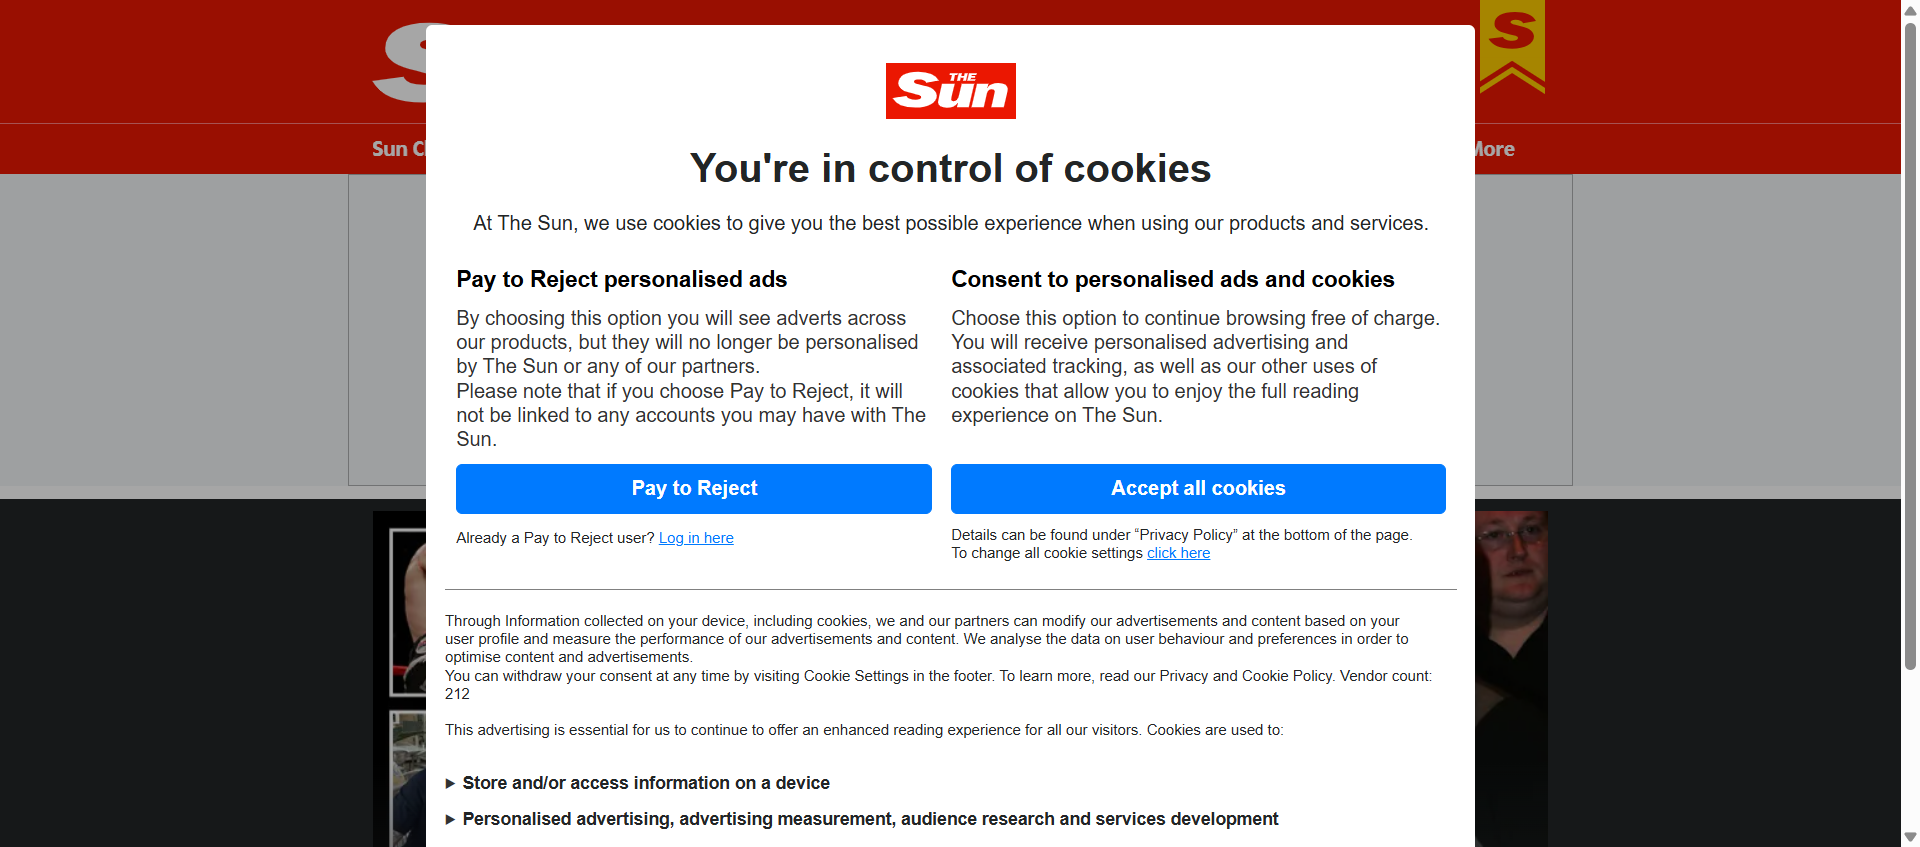 THE
Sun
You're in control of cookies
At The Sun, we use cookies to give you the best possible experience when using our products and services.
Pay to Reject personalised ads
By choosing this option you will see adverts across
our products, but they will no longer be personalised
by The Sun or any of our partners.
Please note that if you choose Pay to Reject, it will
not be linked to any accounts you may have with The
Sun.
Pay to Reject
Already a Pay to Reject user? Log in here
Consent to personalised ads and cookies
Choose this option to continue browsing free of charge.
You will receive personalised advertising and
associated tracking, as well as our other uses of
cookies that allow you to enjoy the full reading
experience on The Sun.
Accept all cookies
Details can be found under “Privacy Policy” at the bottom of the page.
To change all cookie settings click here
Through Information collected on your device, including cookies, we and our partners can modify our advertisements and content based on your
user profile and measure the performance of our advertisements and content. We analyse the data on user behaviour and preferences in order to
optimise content and advertisements.
You can withdraw your consent at any time by visiting Cookie Settings in the footer. To learn more, read our Privacy and Cookie Policy. Vendor count:
212
This advertising is essential for us to continue to offer an enhanced reading experience for all our visitors. Cookies are used to:
Store and/or access information on a device
Personalised advertising, advertising measurement, audience research and services development
S
S
Sun
More